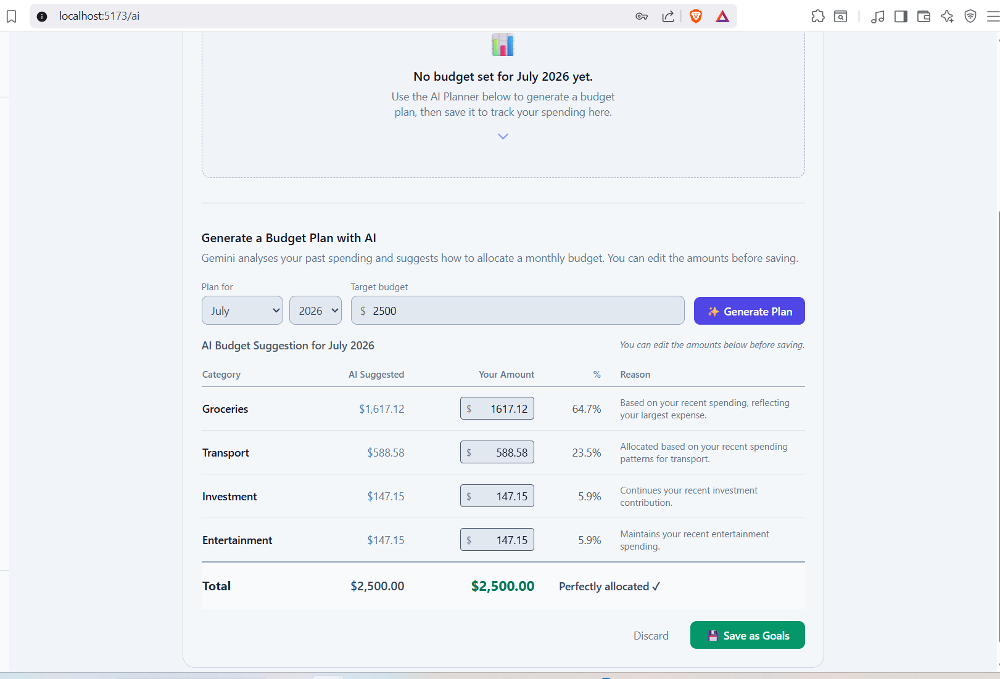 localhost:5173/ai
No budget set for July 2026 yet.
Use the AI Planner below to generate a budget
plan, then save it to track your spending here.
Generate a Budget Plan with AI
Gemini analyses your past spending and suggests how to allocate a monthly budget. You can edit the amounts before saving.
Plan for
Target budget
July
2026
$ 2500
✨ Generate Plan
AI Budget Suggestion for July 2026
You can edit the amounts below before saving.
Category AI Suggested Your Amount % Reason
Groceries $1,617.12 $ 1617.12 64.7% Based on your recent spending, reflecting
your largest expense.
Transport $588.58 $ 588.58 23.5% Allocated based on your recent spending
patterns for transport.
Investment $147.15 $ 147.15 5.9% Continues your recent investment
contribution.
Entertainment $147.15 $ 147.15 5.9% Maintains your recent entertainment
spending.
Total $2,500.00 $2,500.00 Perfectly allocated ✓
Discard
💾 Save as Goals